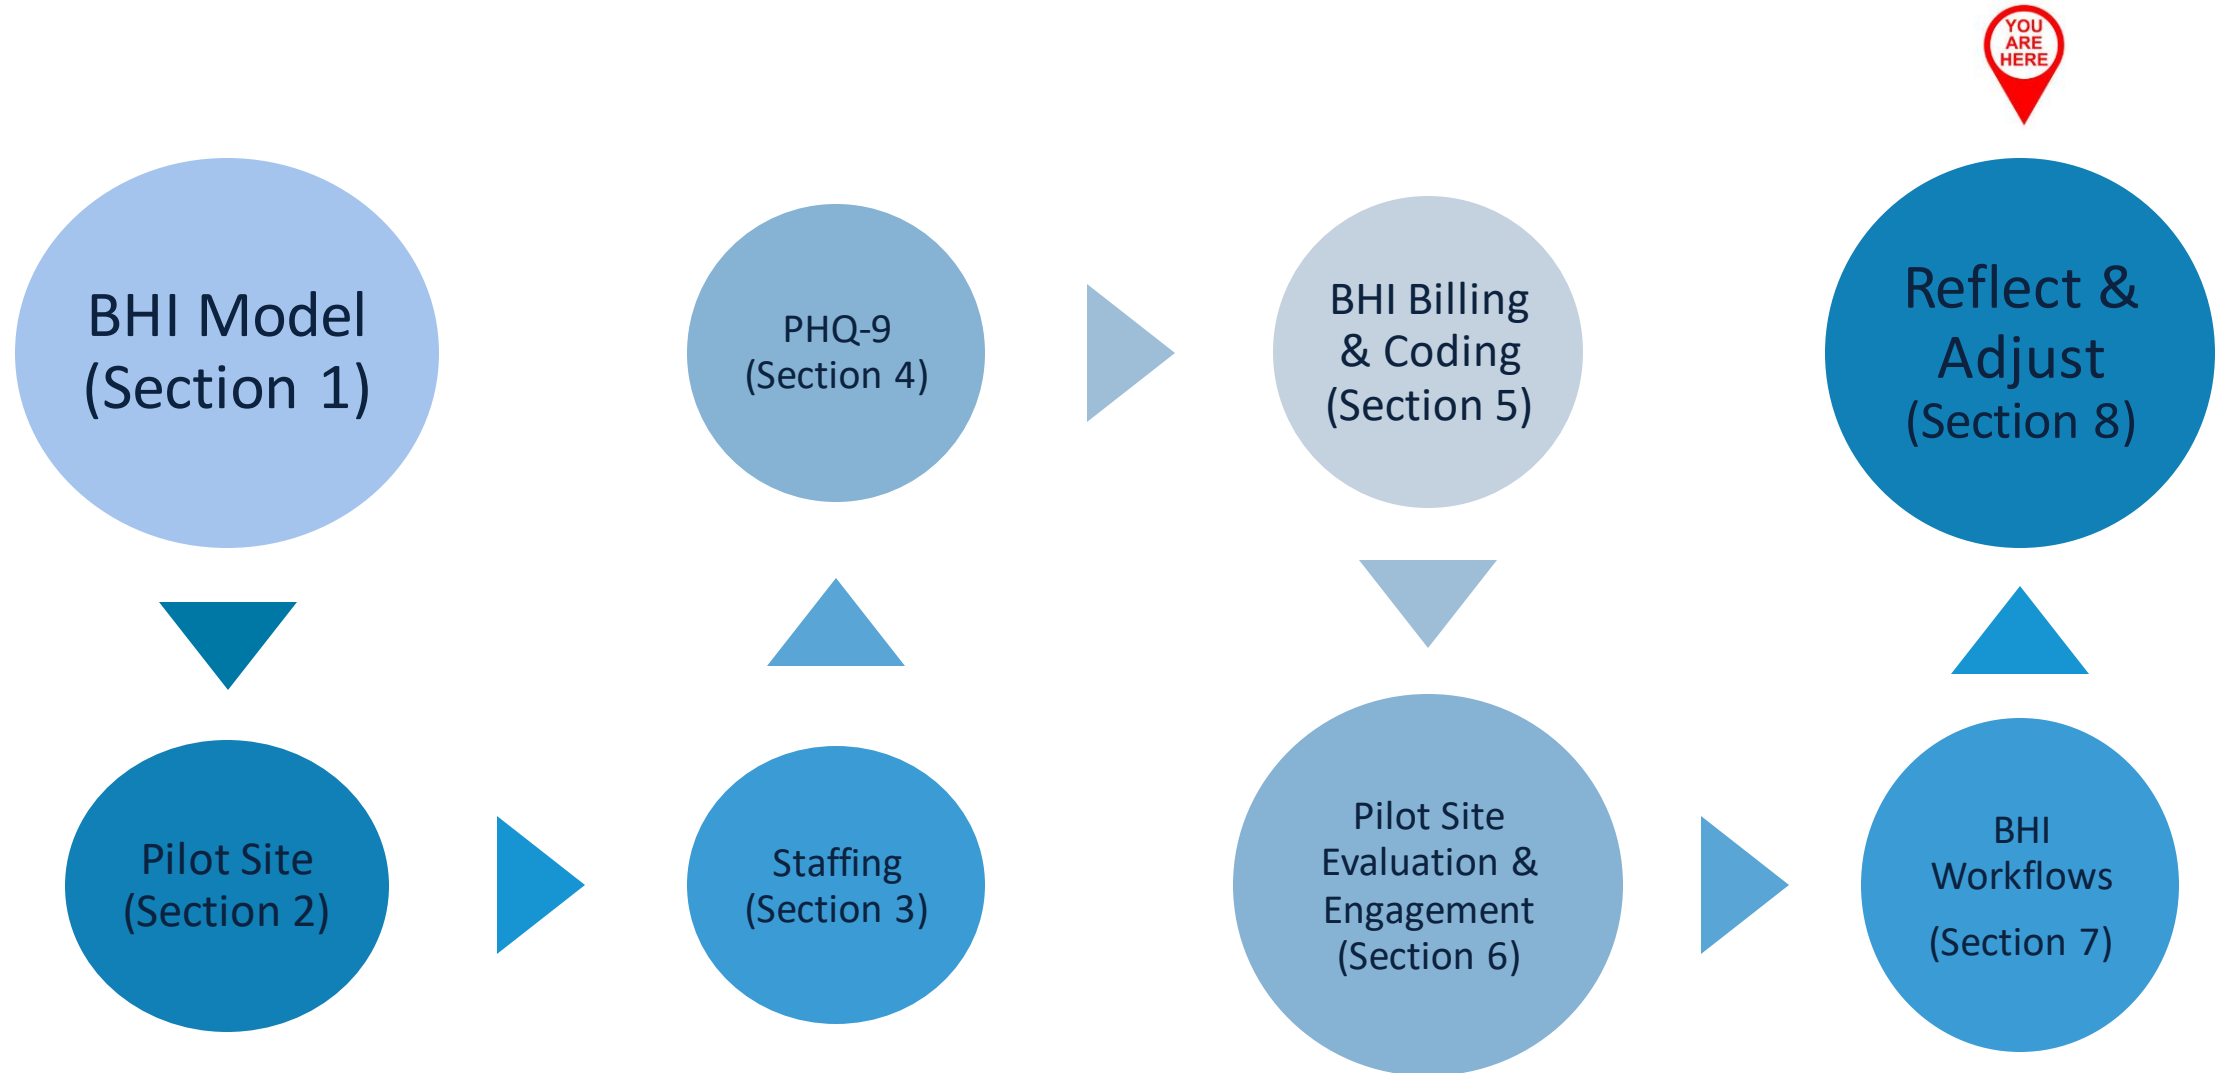 YOU
ARE
HERE
BHI Model
(Section 1)
Pilot Site
(Section 2)
Staffing
(Section 3)
PHQ-9
(Section 4)
BHI Billing
& Coding
(Section 5)
Pilot Site
Evaluation &
Engagement
(Section 6)
BHI
Workflows
(Section 7)
Reflect &
Adjust
(Section 8)